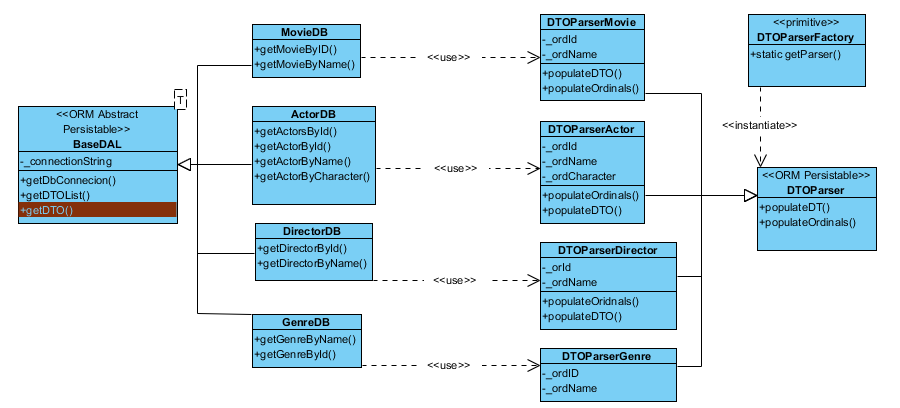 <<ORM Abstract
Persistable>>
BaseDAL
-_connectionString
+getDbConnecion()
+getDTOList()
+getDTO()
T
MovieDB
+getMovieByID()
+getMovieByName()
ActorDB
+getActorsById()
+getActorById()
+getActorByName()
+getActorByCharacter()
DirectorDB
+getDirectorById()
+getDirectorByName()
GenreDB
+getGenreByName()
+getGenreById()
<<use>>
<<use>>
<<use>>
<<use>>
DTOParserMovie
-_ordId
-_ordName
+populateDTO()
+populateOrdinals()
DTOParserActor
-_ordId
-_ordName
-_ordCharacter
+populateOrdinals()
+populateDTO()
DTOParserDirector
-_orId
-_ordName
+populateOridnals()
+populateDTO()
DTOParserGenre
-_ordID
-_ordName
<<primitive>>
DTOParserFactory
+static getParser()
<<instantiate>>
<<ORM Persistable>>
DTOParser
+populateDT()
+populateOrdinals()